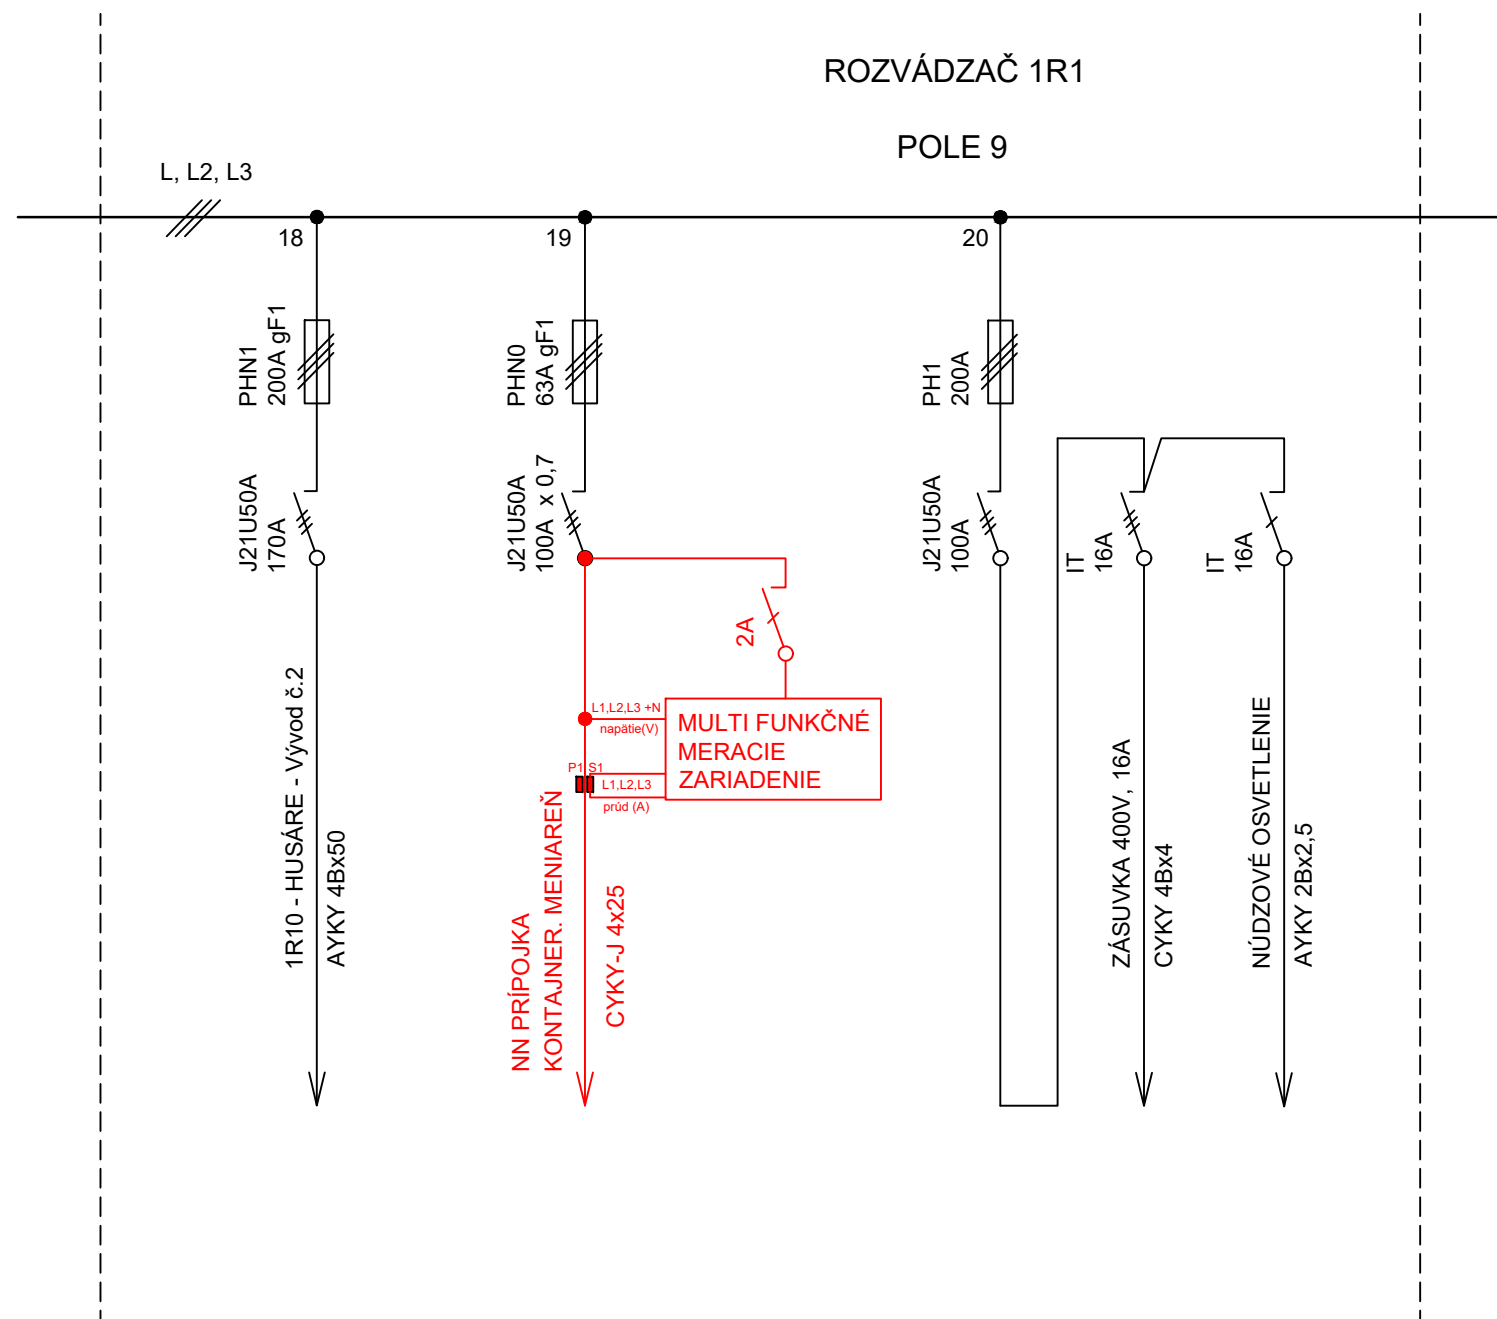 ROZVÁDZAČ 1R1
POLE 9
L, L2, L3
18
19
20
PHN1
200A gF1
PHN0
63A gF1
PH1
200A
J21U50A
170A
J21U50A
100A x 0,7
J21U50A
100A
IT
16A
IT
16A
2A
L1,L2,L3 +N
napätie(V)
P1 S1
L1,L2,L3
prúd (A)
MULTI FUNKČNÉ
MERACIE
ZARIADENIE
1R10 - HUSÁRE - Vývod č.2
AYKY 4Bx50
NN PRÍPOJKA
KONTAJNER. MENIAREŇ
CYKY-J 4x25
ZÁSUVKA 400V, 16A
CYKY 4Bx4
NÚDZOVÉ OSVETLENIE
AYKY 2Bx2,5